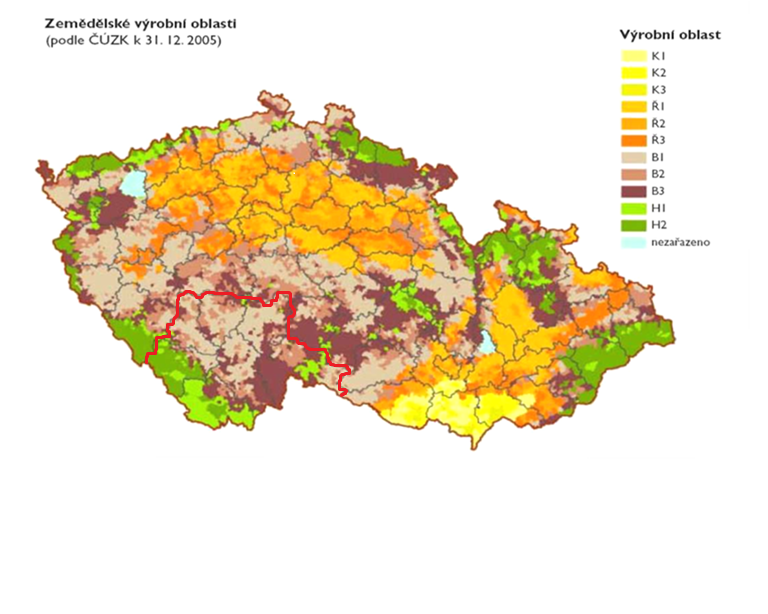 Zemědělské výrobní oblasti
(podle ČÚZK k 31. 12. 2005)
Výrobní oblast
K1
K2
K3
Ř1
Ř2
Ř3
B1
B2
B3
H1
H2
nezařazeno